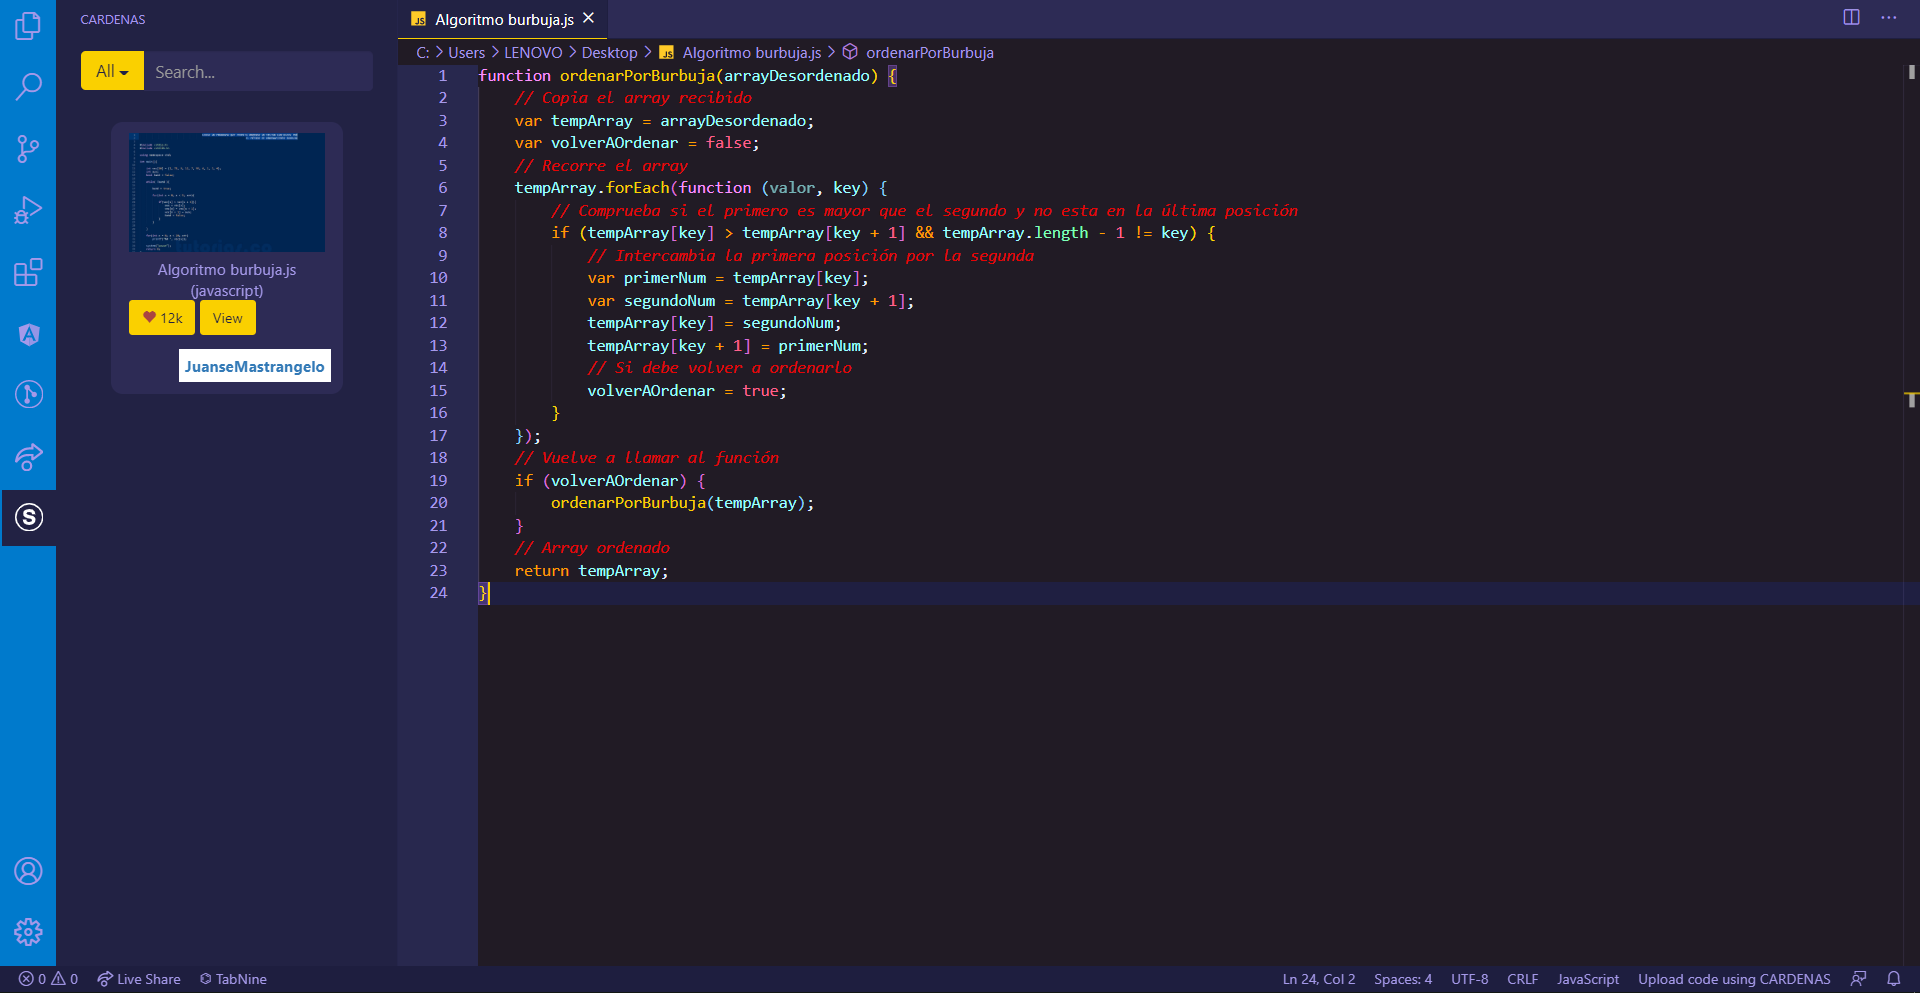 CARDENAS
All
Search...
Algoritmo burbuja.js
(javascript)
12k
View
JuanseMastrangelo
JS Algoritmo burbuja.js
C: > Users > LENOVO > Desktop > JS Algoritmo burbuja.js > ordenarPorBurbuja
1 function ordenarPorBurbuja(arrayDesordenado) {
2 // Copia el array recibido
3 var tempArray = arrayDesordenado;
4 var volverAOrdenar = false;
5 // Recorre el array
6 tempArray.forEach(function (valor, key) {
7 // Comprueba si el primero es mayor que el segundo y no esta en la última posición
8 if (tempArray[key] > tempArray[key + 1] && tempArray.length - 1 != key) {
9 // Intercambia la primera posición por la segunda
10 var primerNum = tempArray[key];
11 var segundoNum = tempArray[key + 1];
12 tempArray[key] = segundoNum;
13 tempArray[key + 1] = primerNum;
14 // Si debe volver a ordenarlo
15 volverAOrdenar = true;
16 }
17 });
18 // Vuelve a llamar al función
19 if (volverAOrdenar) {
20 ordenarPorBurbuja(tempArray);
21 }
22 // Array ordenado
23 return tempArray;
24 }
0 0 Live Share TabNine
Ln 24, Col 2 Spaces: 4 UTF-8 CRLF JavaScript Upload code using CARDENAS